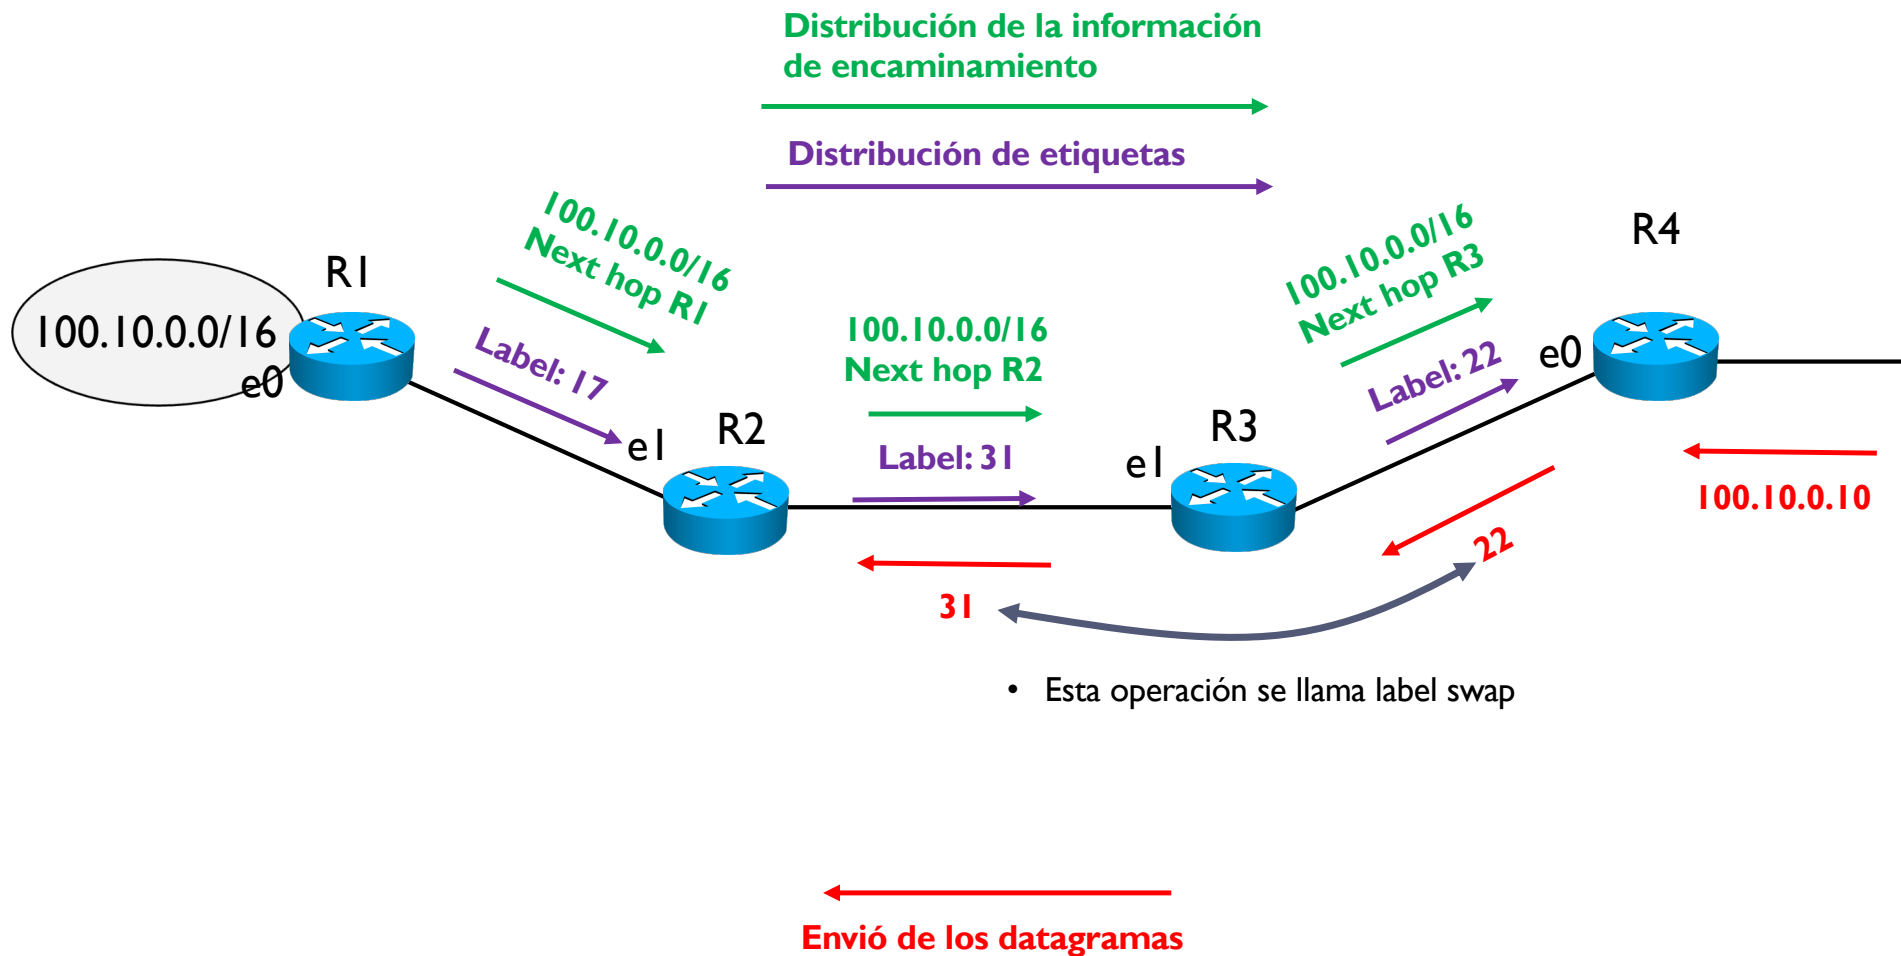 Distribución de la información
de encaminamiento
Distribución de etiquetas
100.10.0.0/16
Next hop R1
Label: 17
100.10.0.0/16
Next hop R2
Label: 31
100.10.0.0/16
Next hop R3
Label: 22
R1
100.10.0.0/16
e0
R2
e1
R3
e1
R4
e0
100.10.0.10
22
31
• Esta operación se llama label swap
Envió de los datagramas